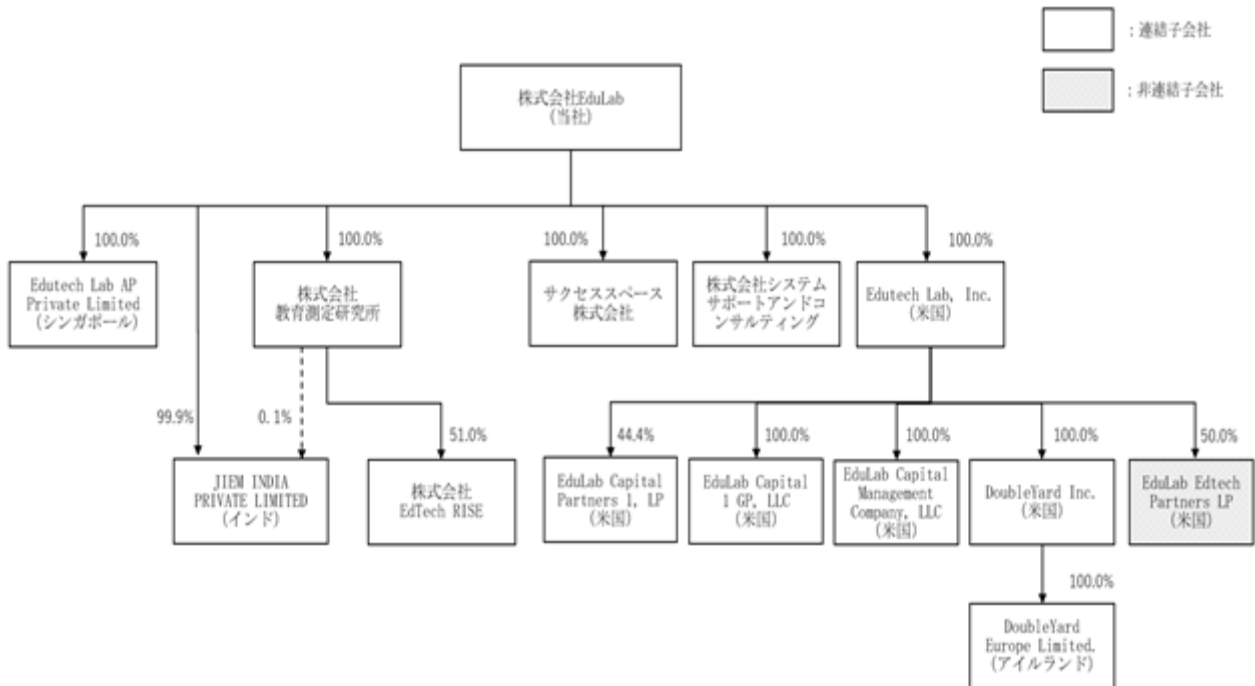 ：連結子会社
：非連結子会社
株式会社EduLab
(当社)
100.0%
100.0%
100.0%
100.0%
100.0%
Edutech Lab AP
Private Limited
(シンガポール)
株式会社
教育測定研究所
サクセススペース
株式会社
株式会社システム
サポートアンドコ
ンサルティング
Edutech Lab, Inc.
(米国)
99.9%
0.1%
51.0%
44.4%
100.0%
100.0%
100.0%
50.0%
JIEM INDIA
PRIVATE LIMITED
(インド)
株式会社
EdTech RISE
EduLab Capital
Partners 1, LP
(米国)
EduLab Capital
1 GP, LLC
(米国)
EduLab Capital
Management
Company, LLC
(米国)
DoubleYard Inc.
(米国)
EduLab Edtech
Partners LP
(米国)
100.0%
DoubleYard
Europe Limited.
(アイルランド)